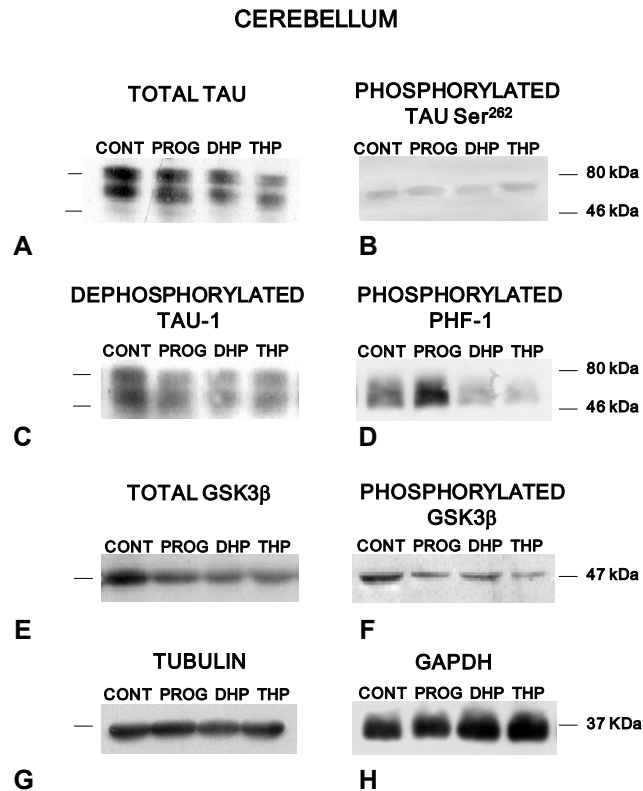 CEREBELLUM
TOTAL TAU
PHOSPHORYLATED
TAU Ser²⁶²
CONT PROG DHP THP
CONT PROG DHP THP
80 kDa
46 kDa
A
B
DEPHOSPHORYLATED
TAU-1
PHOSPHORYLATED
PHF-1
CONT PROG DHP THP
CONT PROG DHP THP
80 kDa
46 kDa
C
D
TOTAL GSK3β
PHOSPHORYLATED
GSK3β
CONT PROG DHP THP
CONT PROG DHP THP
47 kDa
E
F
TUBULIN
GAPDH
CONT PROG DHP THP
CONT PROG DHP THP
37 KDa
G
H